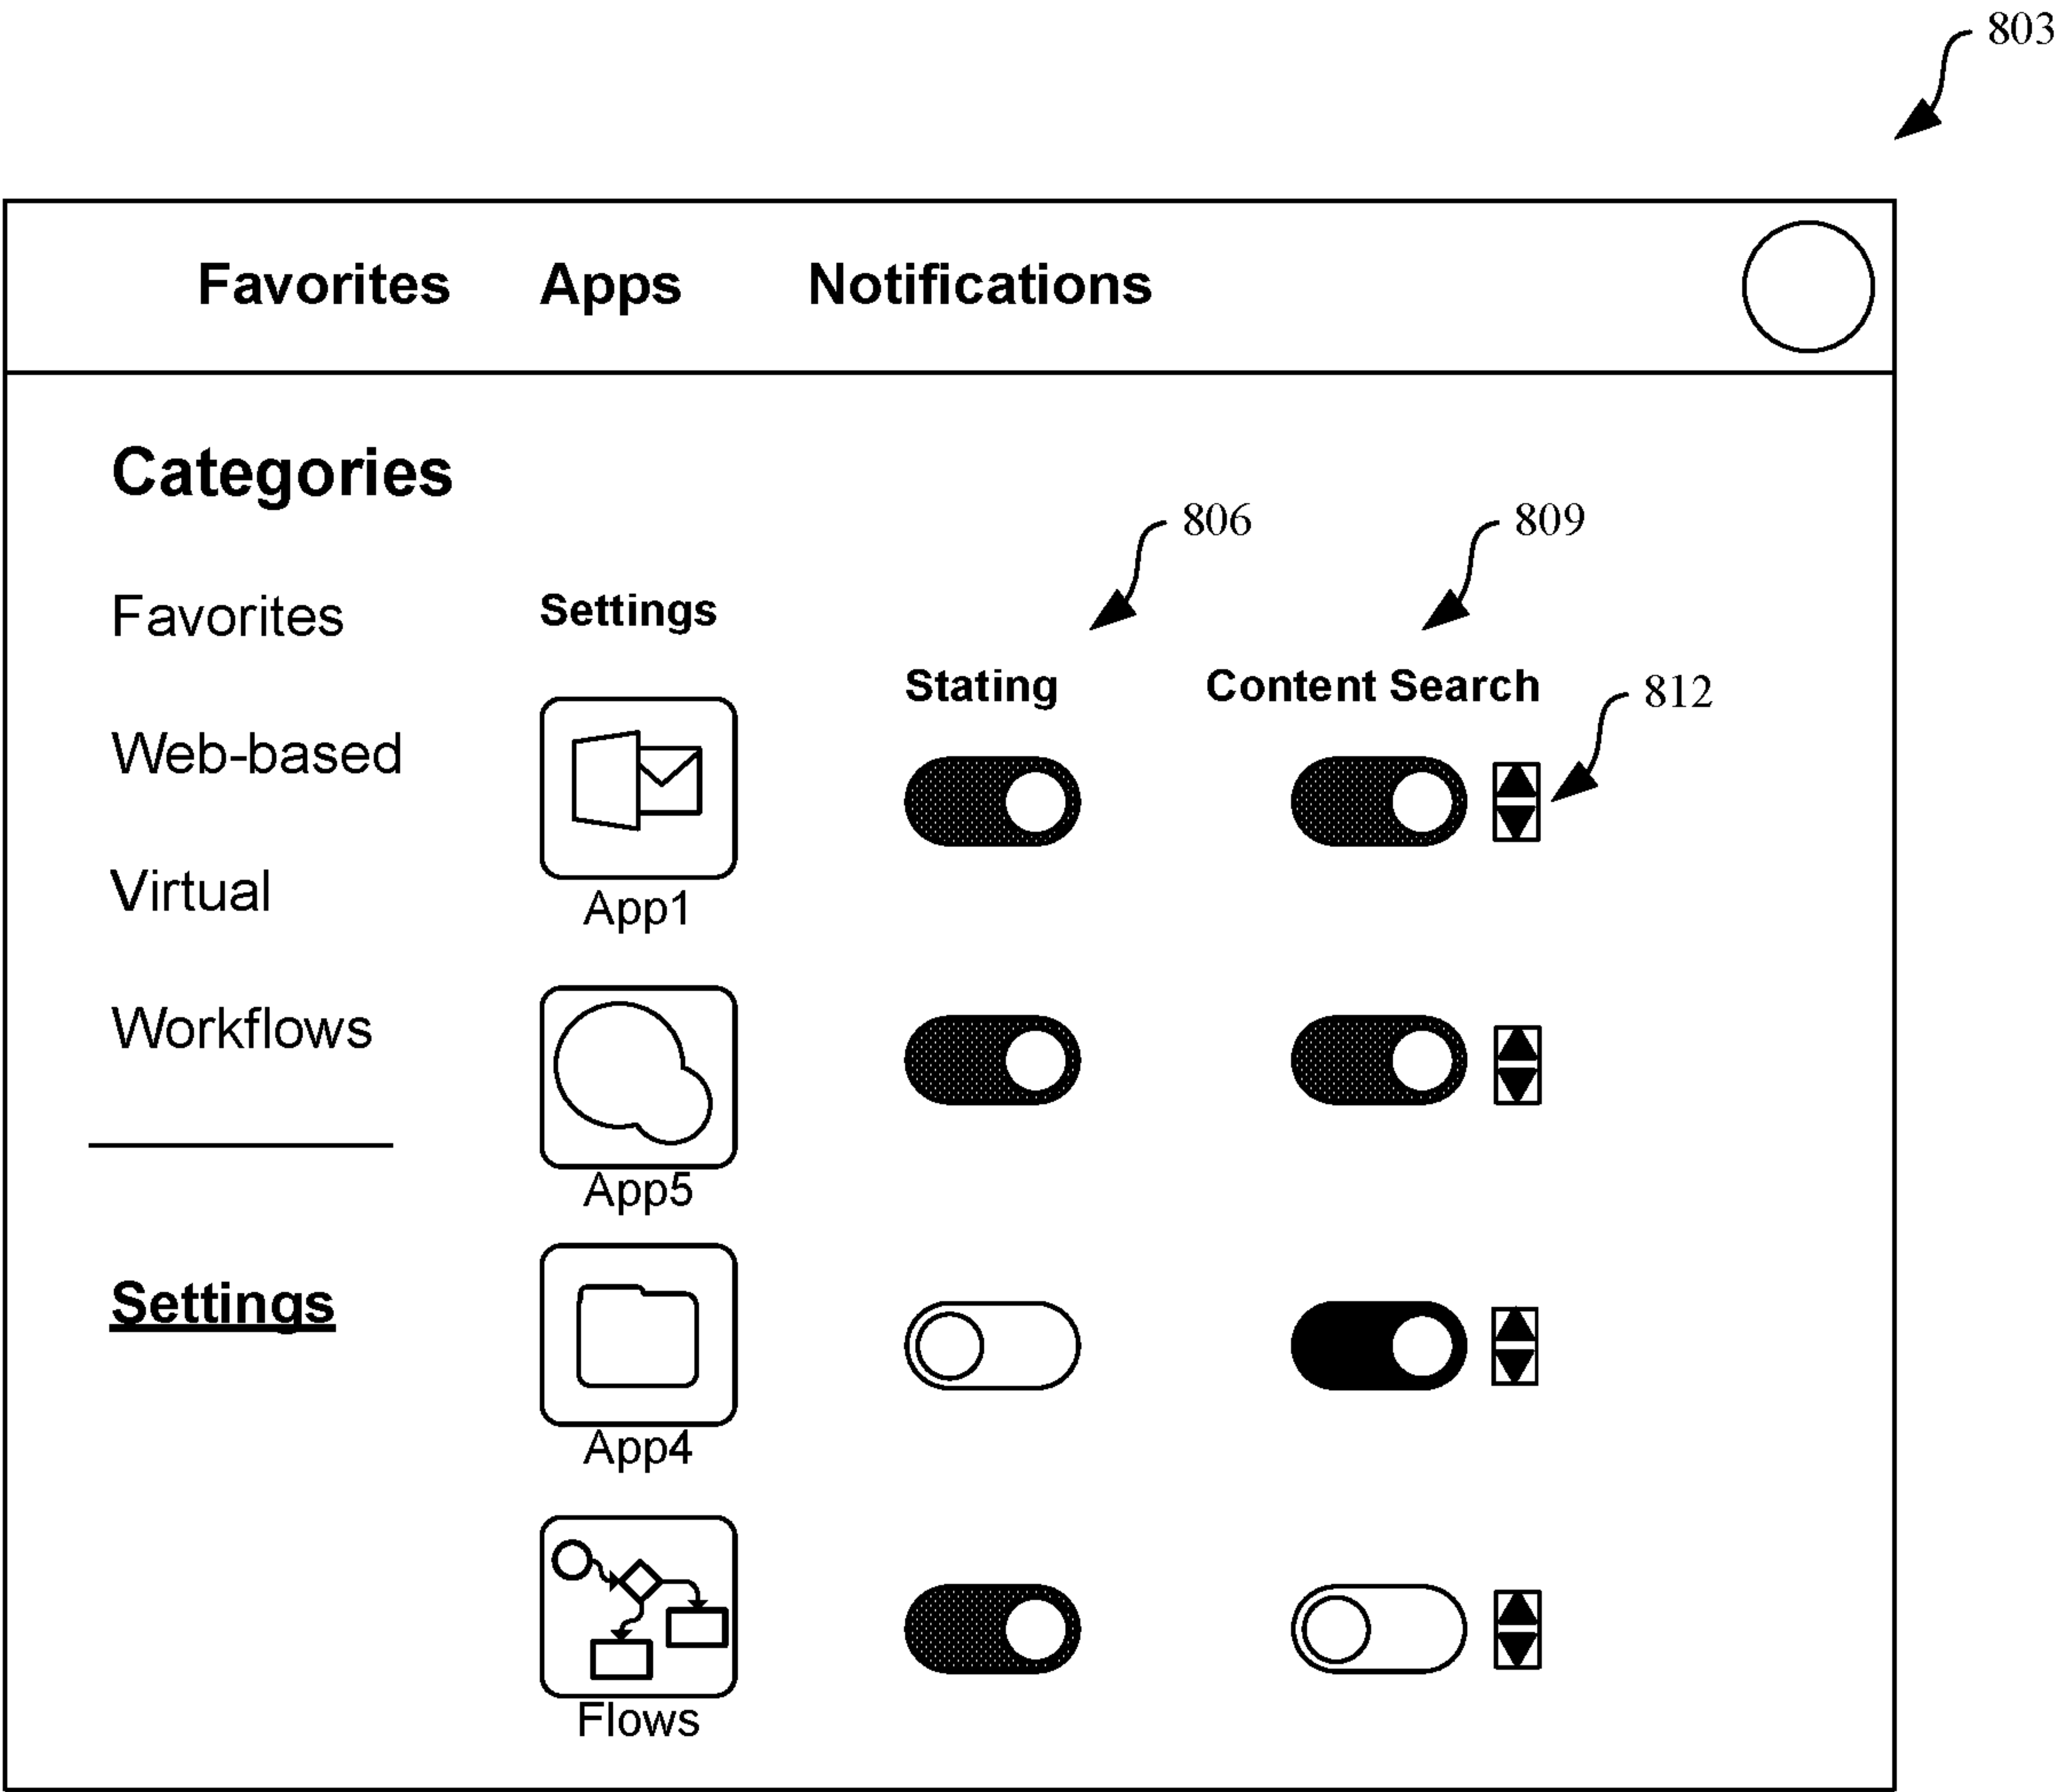 803
Favorites Apps Notifications
Categories
806 809
Favorites Settings
Stating Content Search 812
Web-based
Virtual
App1
Workflows
App5
Settings
App4
Flows